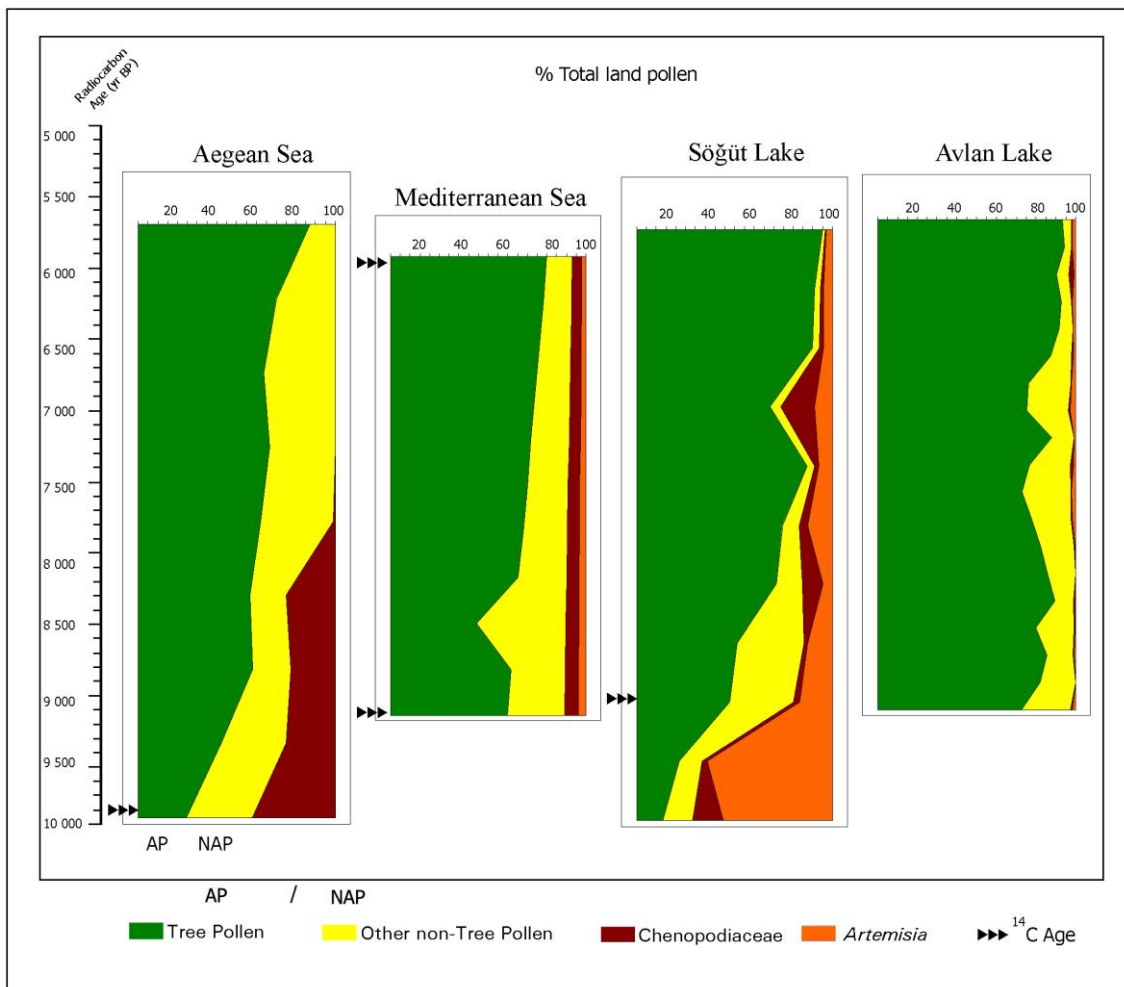 Radiocarbon
Age (yr BP)
% Total land pollen
5 000
5 500
6 000
6 500
7 000
7 500
8 000
8 500
9 000
9 500
10 000
Aegean Sea
20 40 60 80 100
Mediterranean Sea
20 40 60 80 100
Söğüt Lake
20 40 60 80 100
Avlan Lake
20 40 60 80 100
AP NAP
AP / NAP
Tree Pollen
Other non-Tree Pollen
Chenopodiaceae
Artemisia
14C Age